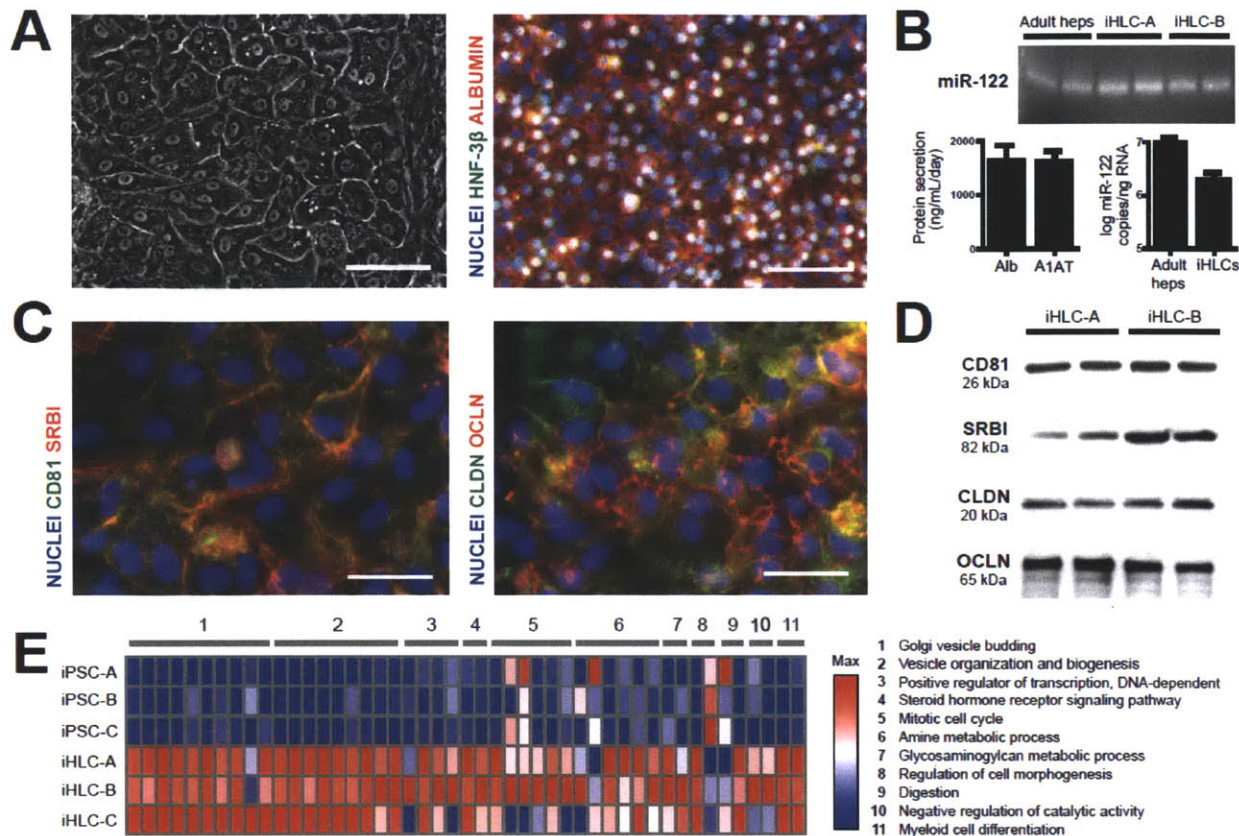 A
NUCLEI HNF-3β ALBUMIN
B
Adult heps iHLC-A iHLC-B
miR-122
Protein secretion
(ng/mL/day)
2000
1000
0
Alb A1AT
log miR-122
copies/ng RNA
7
6
5
Adult
heps
iHLCs
C
NUCLEI CD81 SRBI
NUCLEI CLDN OCLN
D
iHLC-A iHLC-B
CD81
26 kDa
SRBI
82 kDa
CLDN
20 kDa
OCLN
65 kDa
E
1 2 3 4 5 6 7 8 9 10 11
iPSC-A
iPSC-B
iPSC-C
iHLC-A
iHLC-B
iHLC-C
Max
Min
1 Golgi vesicle budding
2 Vesicle organization and biogenesis
3 Positive regulator of transcription, DNA-dependent
4 Steroid hormone receptor signaling pathway
5 Mitotic cell cycle
6 Amine metabolic process
7 Glycosaminogylcan metabolic process
8 Regulation of cell morphogenesis
9 Digestion
10 Negative regulation of catalytic activity
11 Myeloid cell differentiation